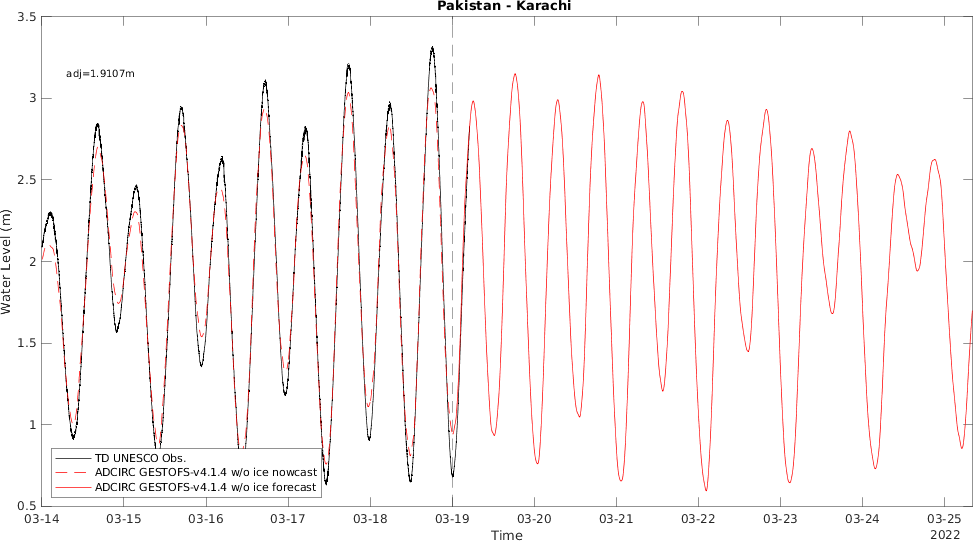 Pakistan - Karachi
3.5
adj=1.9107m
3
2.5
2
1.5
1
0.5
Water Level (m)
TD UNESCO Obs.
ADCIRC GESTOFS-v4.1.4 w/o ice nowcast
ADCIRC GESTOFS-v4.1.4 w/o ice forecast
03-14 03-15 03-16 03-17 03-18 03-19 03-20 03-21 03-22 03-23 03-24 03-25
Time
2022